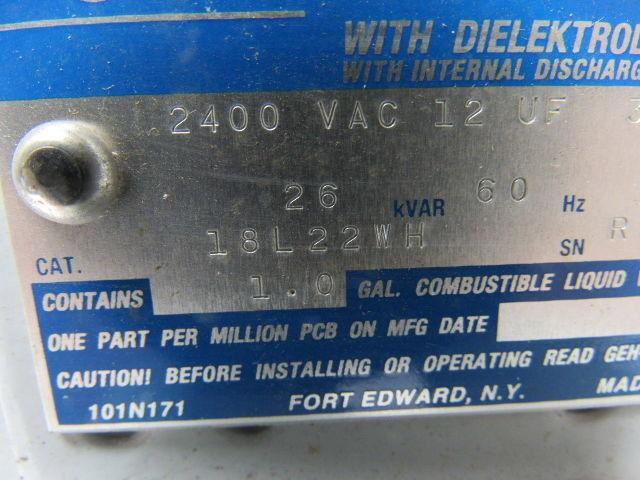 WITH DIELEKTROL
WITH INTERNAL DISCHARG
2400 VAC 12 UF
26 kVAR 60 Hz
CAT. 18L22WH SN R
CONTAINS 1.0 GAL. COMBUSTIBLE LIQUID
ONE PART PER MILLION PCB ON MFG DATE
CAUTION! BEFORE INSTALLING OR OPERATING READ GEH
101N171 FORT EDWARD, N.Y. MAD